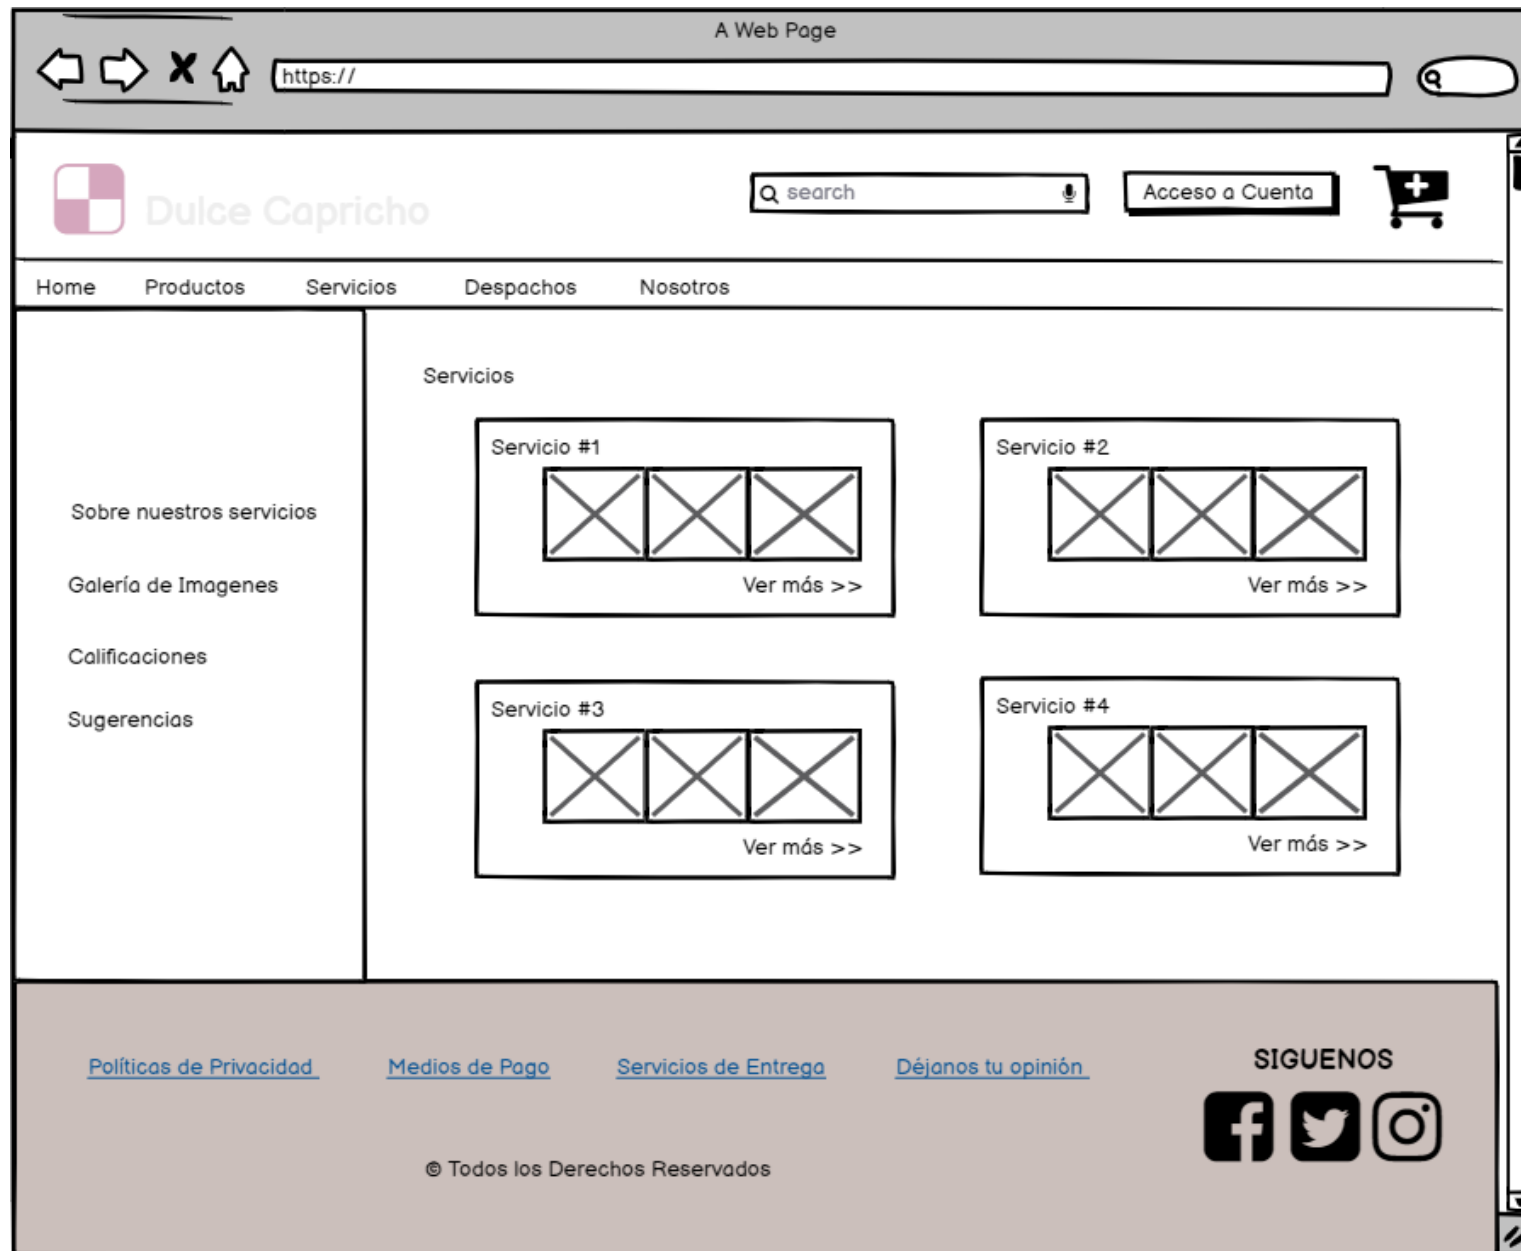 A Web Page
https://
Dulce Capricho
search
Acceso a Cuenta
Home Productos Servicios Despachos Nosotros
Servicios
Servicio #1
Ver más >>
Servicio #2
Ver más >>
Sobre nuestros servicios
Galería de Imagenes
Calificaciones
Sugerencias
Servicio #3
Ver más >>
Servicio #4
Ver más >>
Políticas de Privacidad Medios de Pago Servicios de Entrega Déjanos tu opinión
SIGUENOS
© Todos los Derechos Reservados